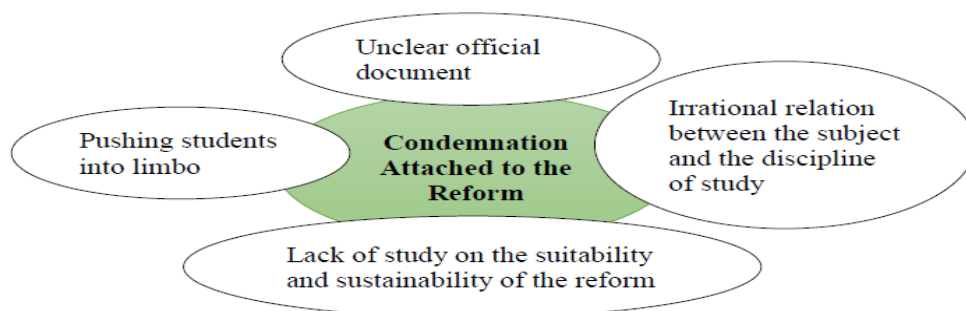 Unclear official
document
Pushing students
into limbo
Condemnation
Attached to the
Reform
Irrational relation
between the subject
and the discipline
of study
Lack of study on the suitability
and sustainability of the reform